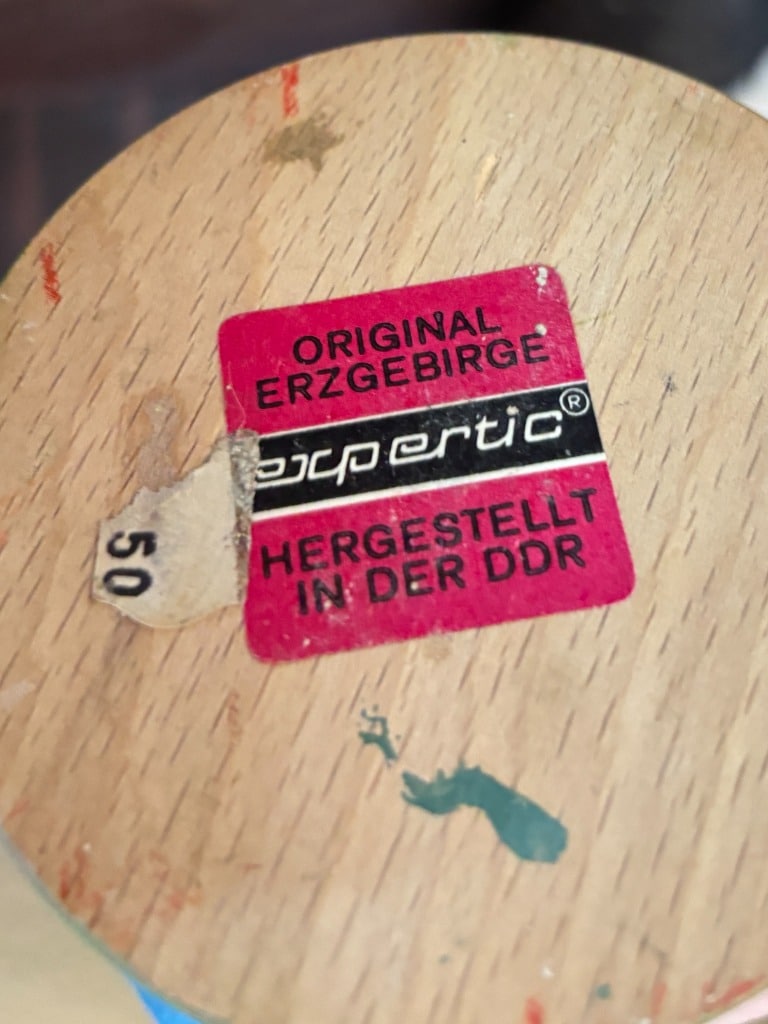 ORIGINAL
ERZGEBIRGE
expertic®
HERGESTELLT
IN DER DDR
50